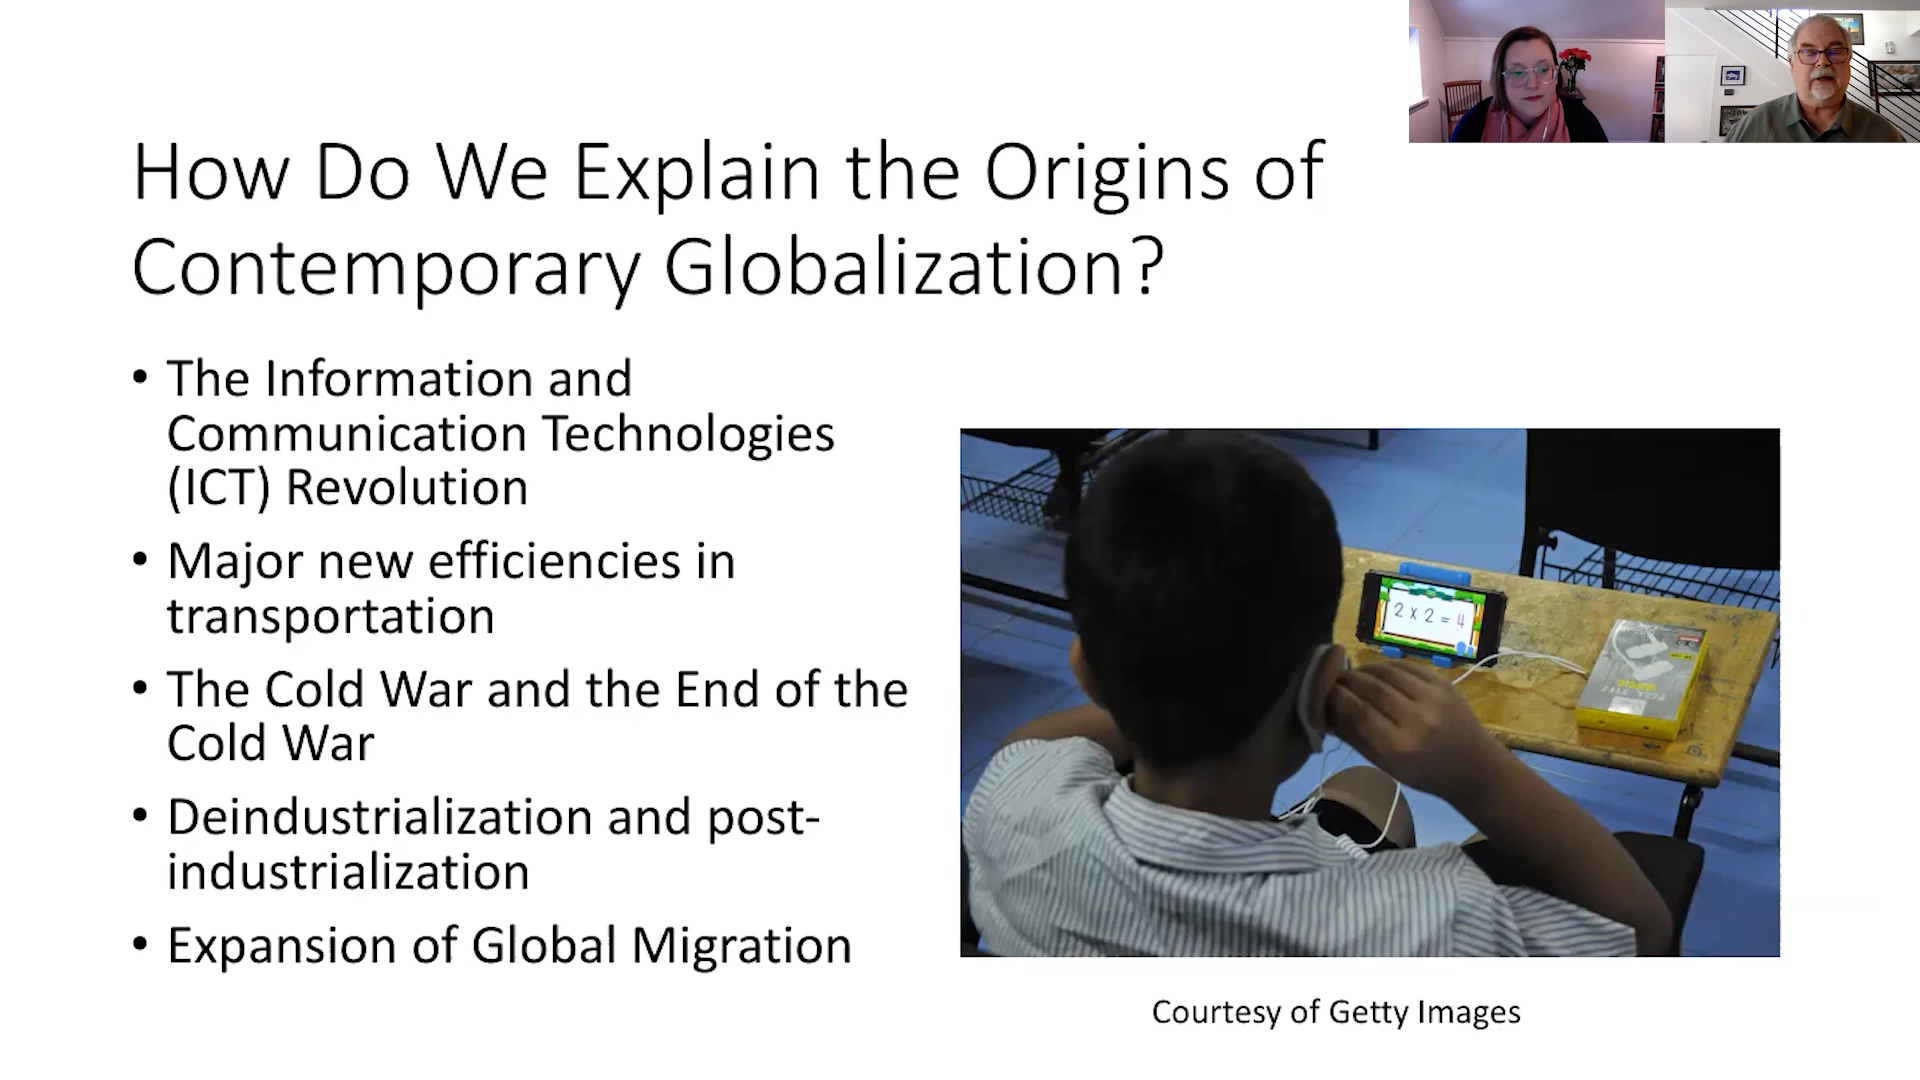 How Do We Explain the Origins of
Contemporary Globalization?
• The Information and
Communication Technologies
(ICT) Revolution
• Major new efficiencies in
transportation
• The Cold War and the End of the
Cold War
• Deindustrialization and post-
industrialization
• Expansion of Global Migration
2 x 2 = 4
Courtesy of Getty Images